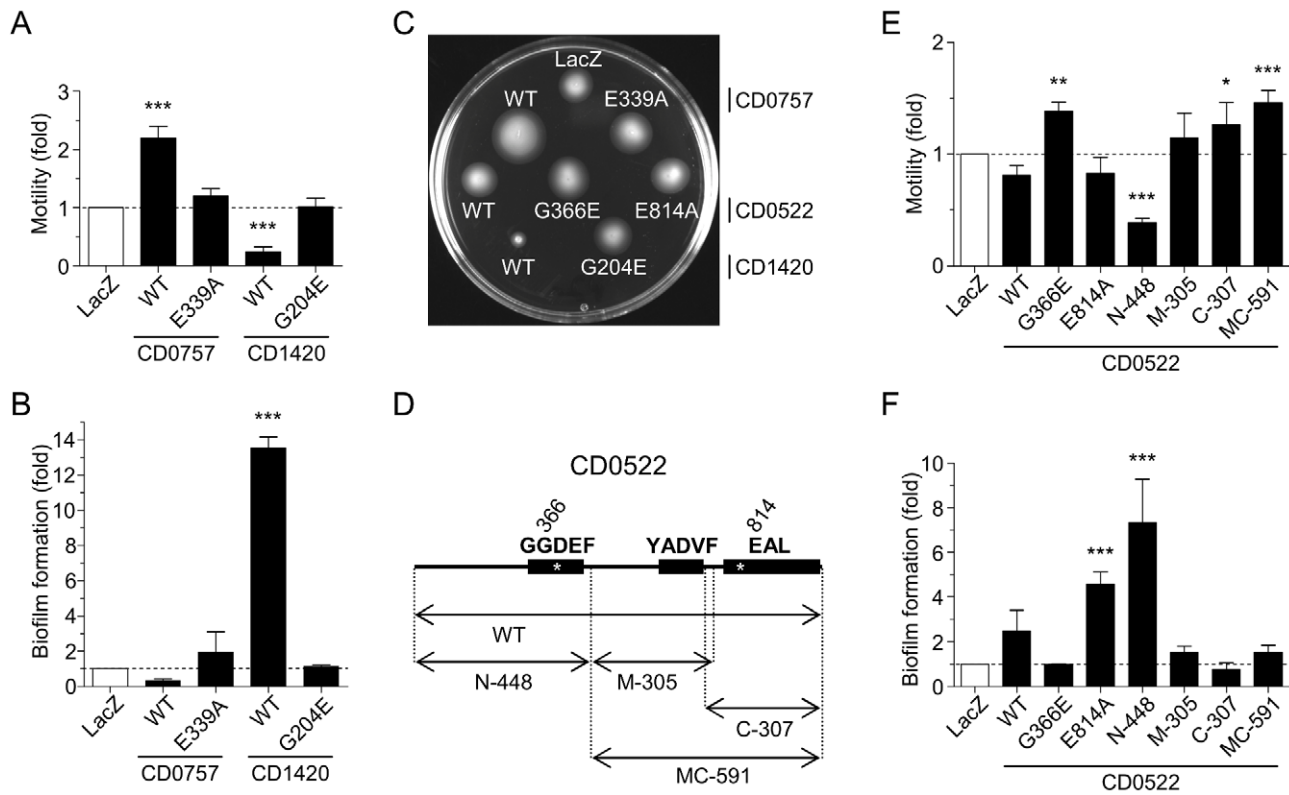 A
Motility (fold)
3
2
1
0
***
***
LacZ
WT
E339A
WT
G204E
CD0757
CD1420
B
Biofilm formation (fold)
14
12
10
8
6
4
2
0
***
LacZ
WT
E339A
WT
G204E
CD0757
CD1420
C
LacZ
WT
E339A
WT
G366E
E814A
WT
G204E
CD0757
CD0522
CD1420
D
CD0522
366
814
GGDEF
YADVF
EAL
*
*
WT
N-448
M-305
C-307
MC-591
E
Motility (fold)
2
1
0
**
***
*
***
LacZ
WT
G366E
E814A
N-448
M-305
C-307
MC-591
CD0522
F
Biofilm formation (fold)
10
8
6
4
2
0
***
***
LacZ
WT
G366E
E814A
N-448
M-305
C-307
MC-591
CD0522